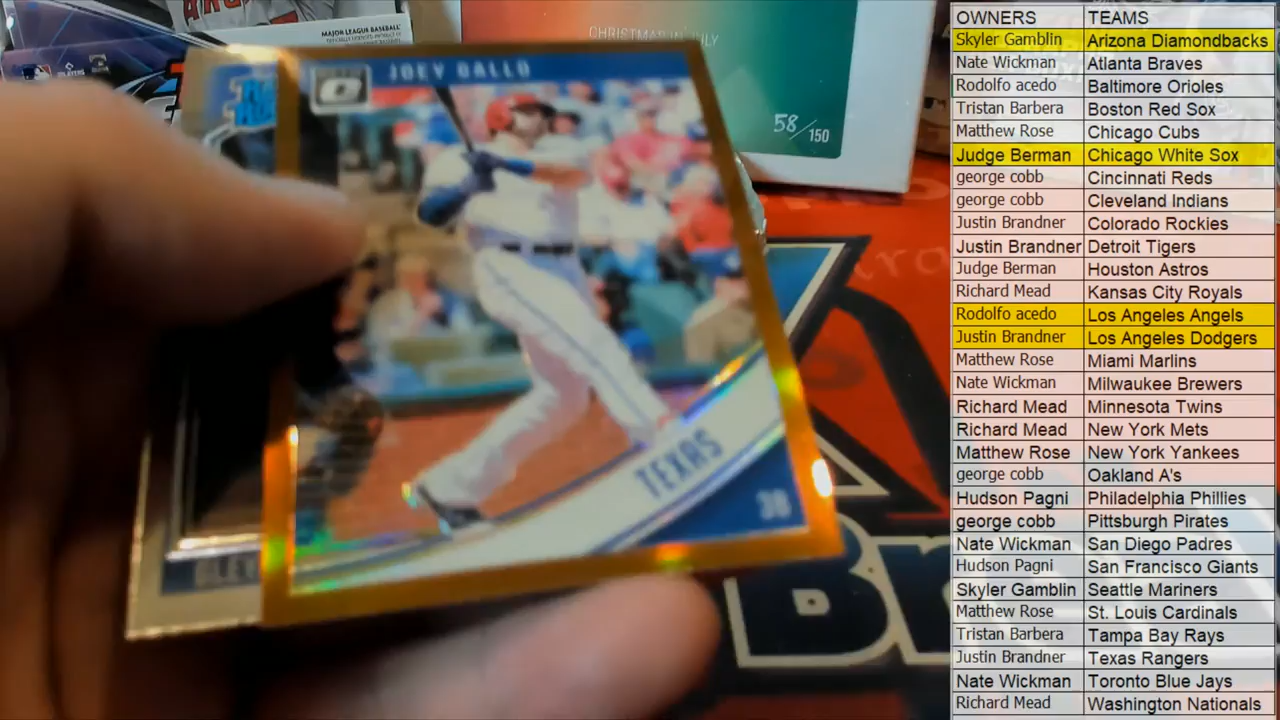 MAJOR LEAGUE BASEBALL
CHRISTMAS IN JULY
58/150
JOEY GALLO
TEXAS
38
OWNERS TEAMS
Skyler Gamblin Arizona Diamondbacks
Nate Wickman Atlanta Braves
Rodolfo acedo Baltimore Orioles
Tristan Barbera Boston Red Sox
Matthew Rose Chicago Cubs
Judge Berman Chicago White Sox
george cobb Cincinnati Reds
george cobb Cleveland Indians
Justin Brandner Colorado Rockies
Justin Brandner Detroit Tigers
Judge Berman Houston Astros
Richard Mead Kansas City Royals
Rodolfo acedo Los Angeles Angels
Justin Brandner Los Angeles Dodgers
Matthew Rose Miami Marlins
Nate Wickman Milwaukee Brewers
Richard Mead Minnesota Twins
Richard Mead New York Mets
Matthew Rose New York Yankees
george cobb Oakland A's
Hudson Pagni Philadelphia Phillies
george cobb Pittsburgh Pirates
Nate Wickman San Diego Padres
Hudson Pagni San Francisco Giants
Skyler Gamblin Seattle Mariners
Matthew Rose St. Louis Cardinals
Tristan Barbera Tampa Bay Rays
Justin Brandner Texas Rangers
Nate Wickman Toronto Blue Jays
Richard Mead Washington Nationals